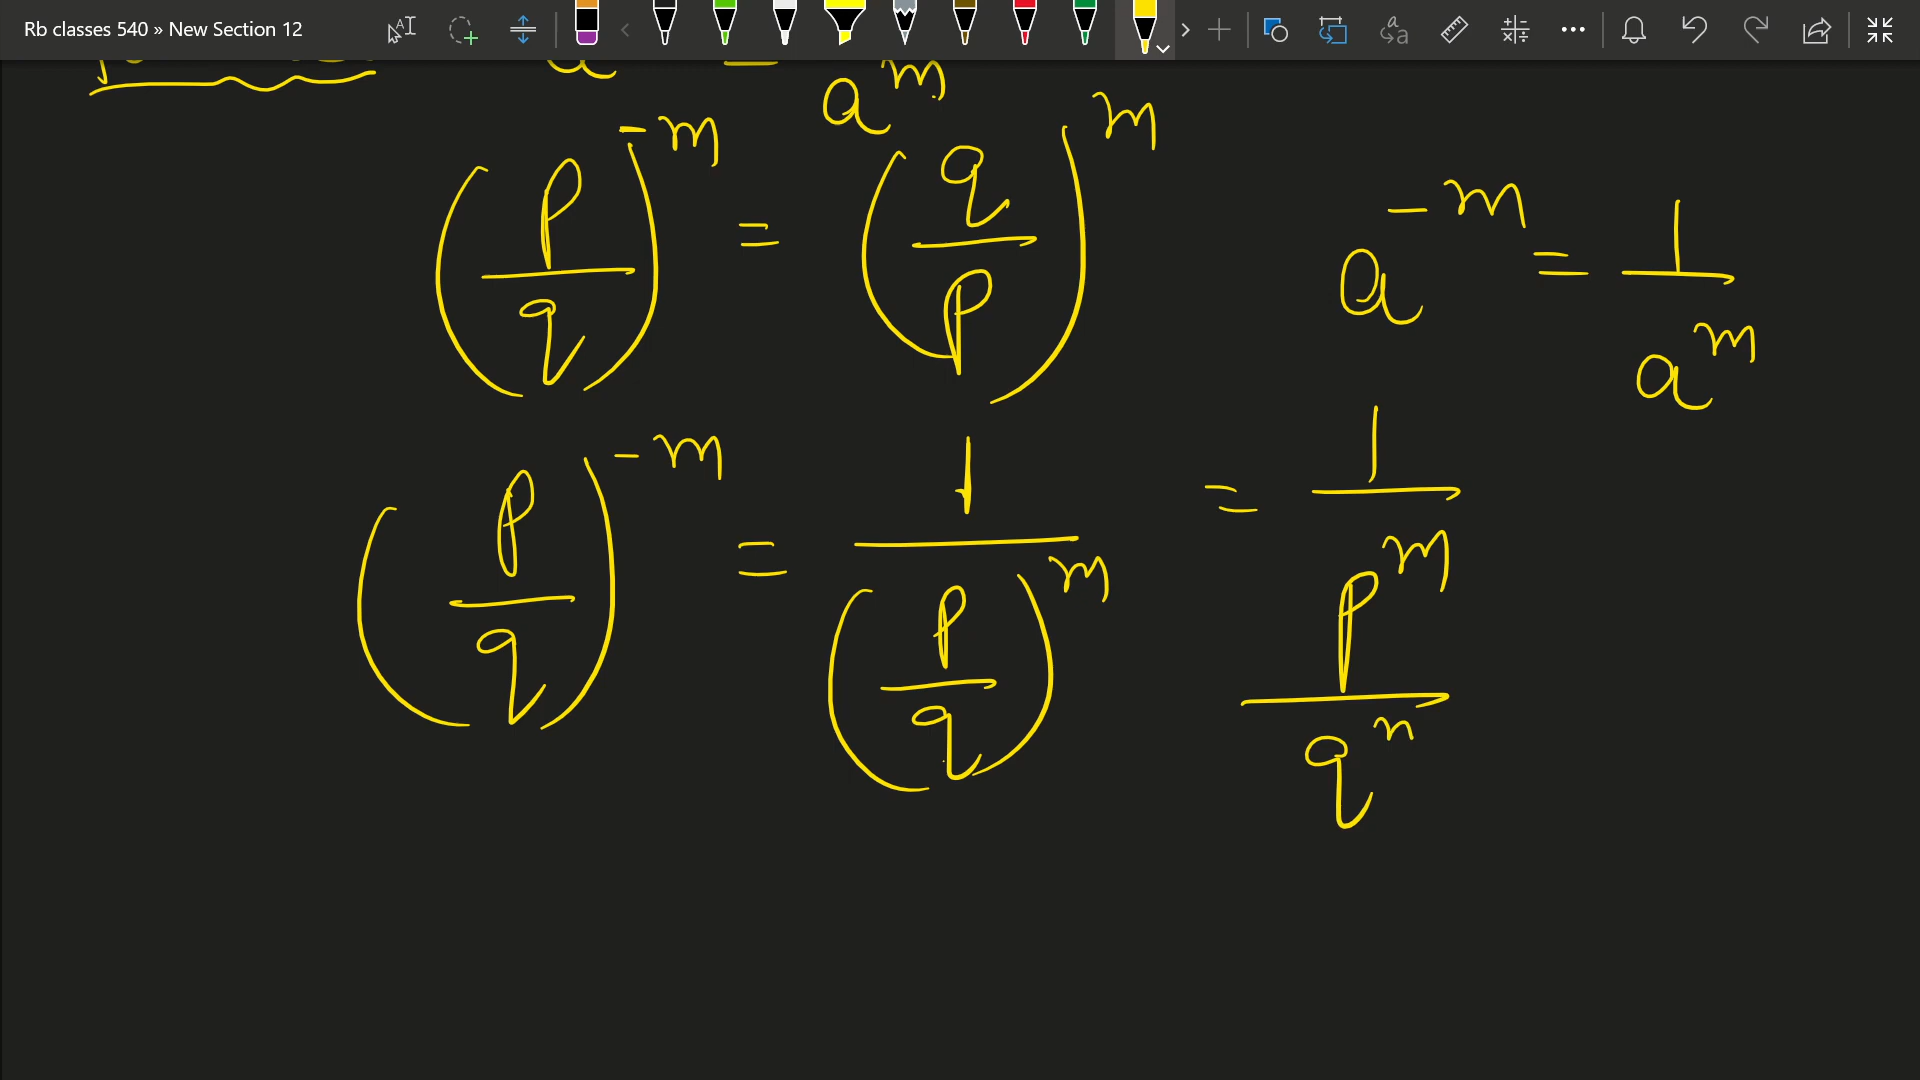 Rb classes 540 » New Section 12
a = a^m
(p/q)^-m = (q/p)^m
a^-m = 1/a^m
(p/q)^-m = 1/(p/q)^m = 1/(p^m/q^n)